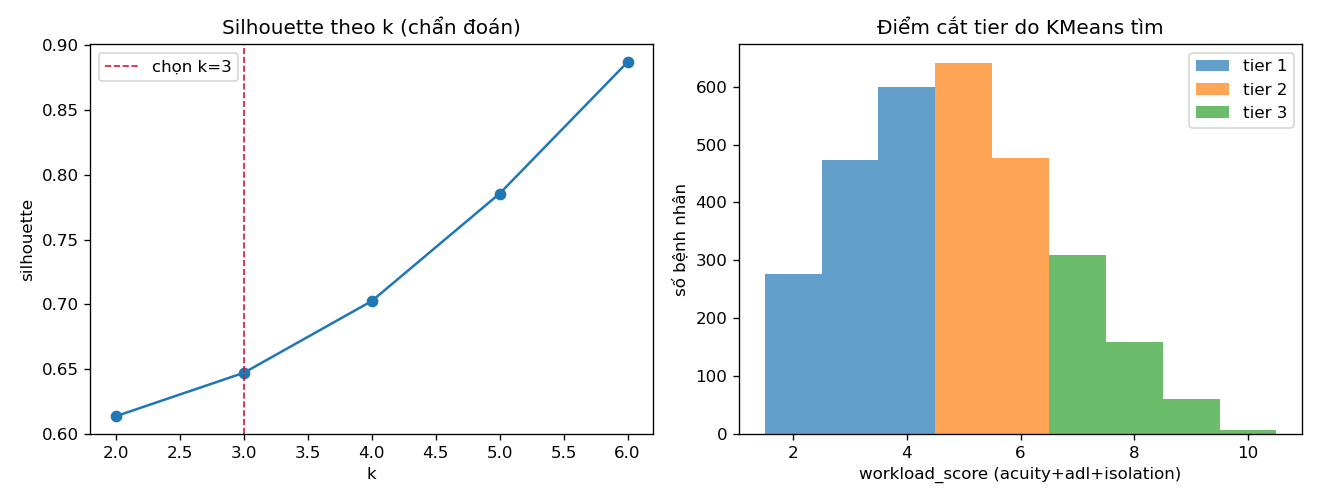 Silhouette theo k (chẩn đoán)
silhouette
0.90
0.85
0.80
0.75
0.70
0.65
0.60
chọn k=3
2.0 2.5 3.0 3.5 4.0 4.5 5.0 5.5 6.0
k
Điểm cắt tier do KMeans tìm
số bệnh nhân
600
500
400
300
200
100
0
tier 1
tier 2
tier 3
2 4 6 8 10
workload_score (acuity+adl+isolation)